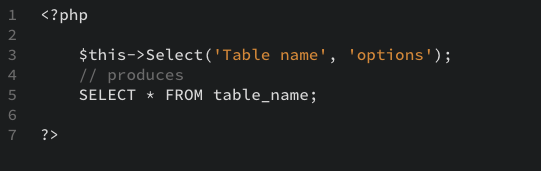 1 <?php
2
3 $this->Select('Table name', 'options');
4 // produces
5 SELECT * FROM table_name;
6
7 ?>